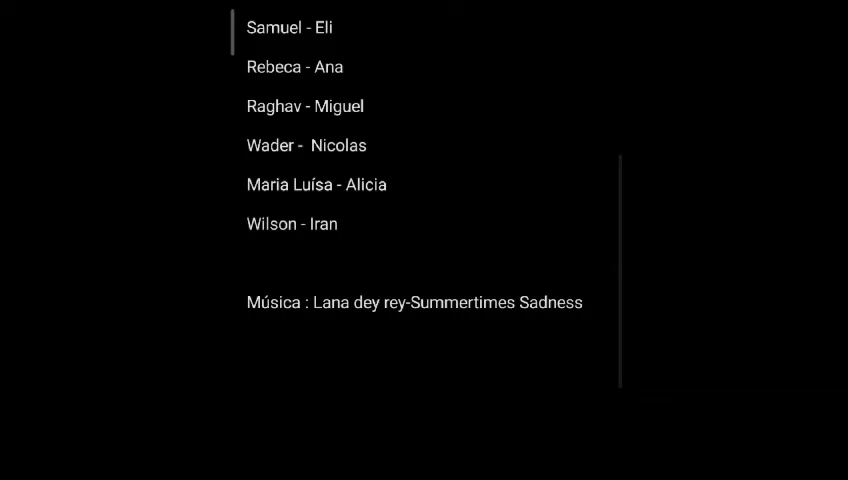 Samuel - Eli
Rebeca - Ana
Raghav - Miguel
Wader -  Nicolas
Maria Luísa - Alicia
Wilson - Iran
Música : Lana dey rey-Summertimes Sadness